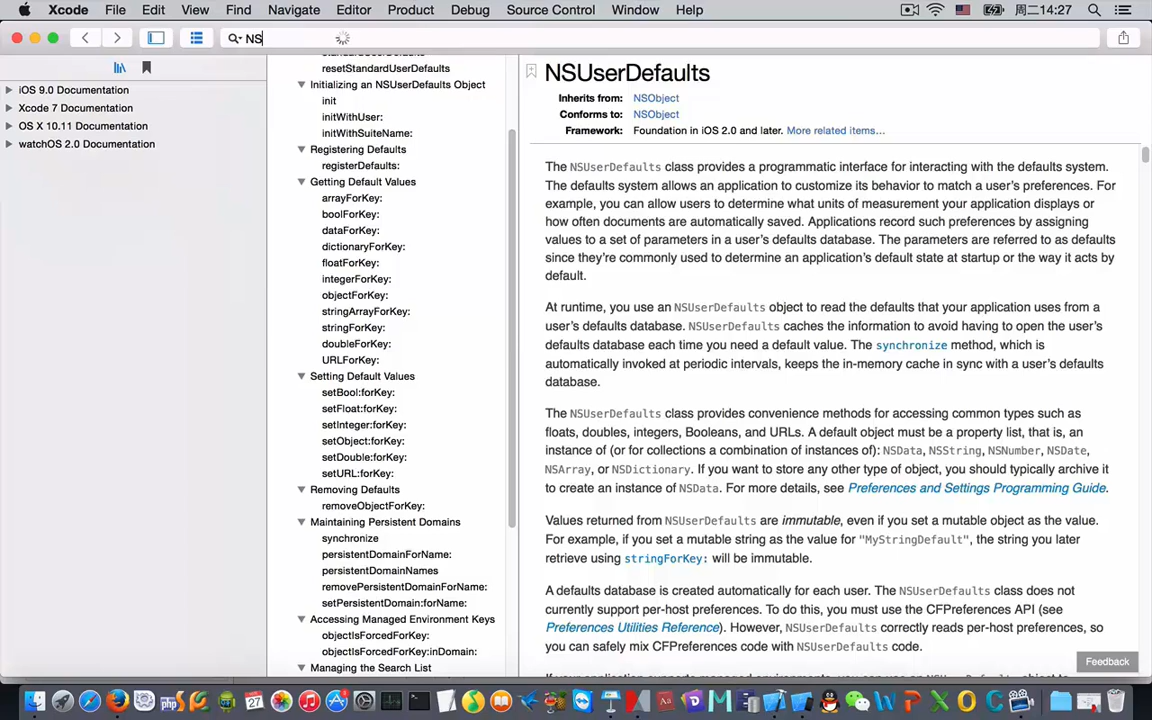 Xcode File Edit View Find Navigate Editor Product Debug Source Control Window Help 周二14:27
NS
iOS 9.0 Documentation
Xcode 7 Documentation
OS X 10.11 Documentation
watchOS 2.0 Documentation
resetStandardUserDefaults
Initializing an NSUserDefaults Object
init
initWithUser:
initWithSuiteName:
Registering Defaults
registerDefaults:
Getting Default Values
arrayForKey:
boolForKey:
dataForKey:
dictionaryForKey:
floatForKey:
integerForKey:
objectForKey:
stringArrayForKey:
stringForKey:
doubleForKey:
URLForKey:
Setting Default Values
setBool:forKey:
setFloat:forKey:
setInteger:forKey:
setObject:forKey:
setDouble:forKey:
setURL:forKey:
Removing Defaults
removeObjectForKey:
Maintaining Persistent Domains
synchronize
persistentDomainForName:
persistentDomainNames
removePersistentDomainForName:
setPersistentDomain:forName:
Accessing Managed Environment Keys
objectIsForcedForKey:
objectIsForcedForKey:inDomain:
Managing the Search List
NSUserDefaults
Inherits from: NSObject
Conforms to: NSObject
Framework: Foundation in iOS 2.0 and later. More related items...
The NSUserDefaults class provides a programmatic interface for interacting with the defaults system.
The defaults system allows an application to customize its behavior to match a user's preferences. For
example, you can allow users to determine what units of measurement your application displays or
how often documents are automatically saved. Applications record such preferences by assigning
values to a set of parameters in a user's defaults database. The parameters are referred to as defaults
since they're commonly used to determine an application's default state at startup or the way it acts by
default.
At runtime, you use an NSUserDefaults object to read the defaults that your application uses from a
user's defaults database. NSUserDefaults caches the information to avoid having to open the user's
defaults database each time you need a default value. The synchronize method, which is
automatically invoked at periodic intervals, keeps the in-memory cache in sync with a user's defaults
database.
The NSUserDefaults class provides convenience methods for accessing common types such as
floats, doubles, integers, Booleans, and URLs. A default object must be a property list, that is, an
instance of (or for collections a combination of instances of): NSData, NSString, NSNumber, NSDate,
NSArray, or NSDictionary. If you want to store any other type of object, you should typically archive it
to create an instance of NSData. For more details, see Preferences and Settings Programming Guide.
Values returned from NSUserDefaults are immutable, even if you set a mutable object as the value.
For example, if you set a mutable string as the value for "MyStringDefault", the string you later
retrieve using stringForKey: will be immutable.
A defaults database is created automatically for each user. The NSUserDefaults class does not
currently support per-host preferences. To do this, you must use the CFPreferences API (see
Preferences Utilities Reference). However, NSUserDefaults correctly reads per-host preferences, so
you can safely mix CFPreferences code with NSUserDefaults code.
Feedback